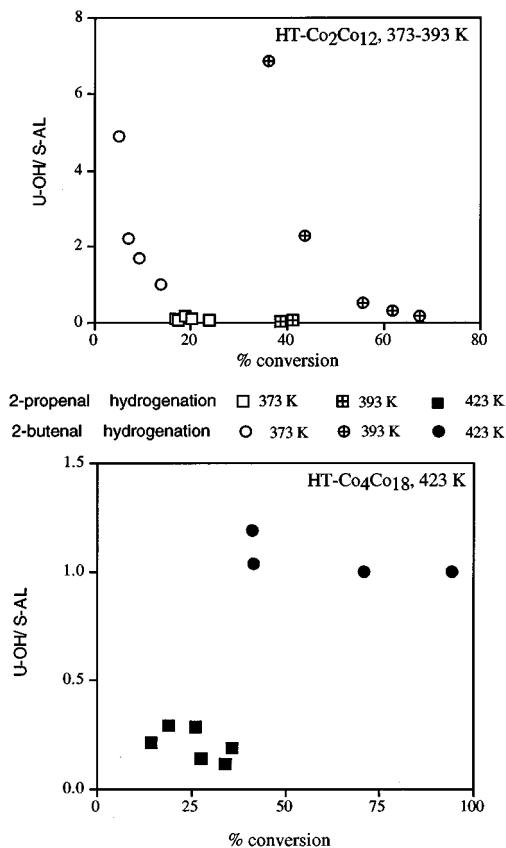 HT-Co2Co12, 373-393 K
8
6
4
2
0
U-OH/ S-AL
0 20 40 60 80
% conversion
2-propenal hydrogenation 373 K 393 K 423 K
2-butenal hydrogenation 373 K 393 K 423 K
HT-Co4Co18, 423 K
1.5
1.0
0.5
0.0
U-OH/ S-AL
0 25 50 75 100
% conversion